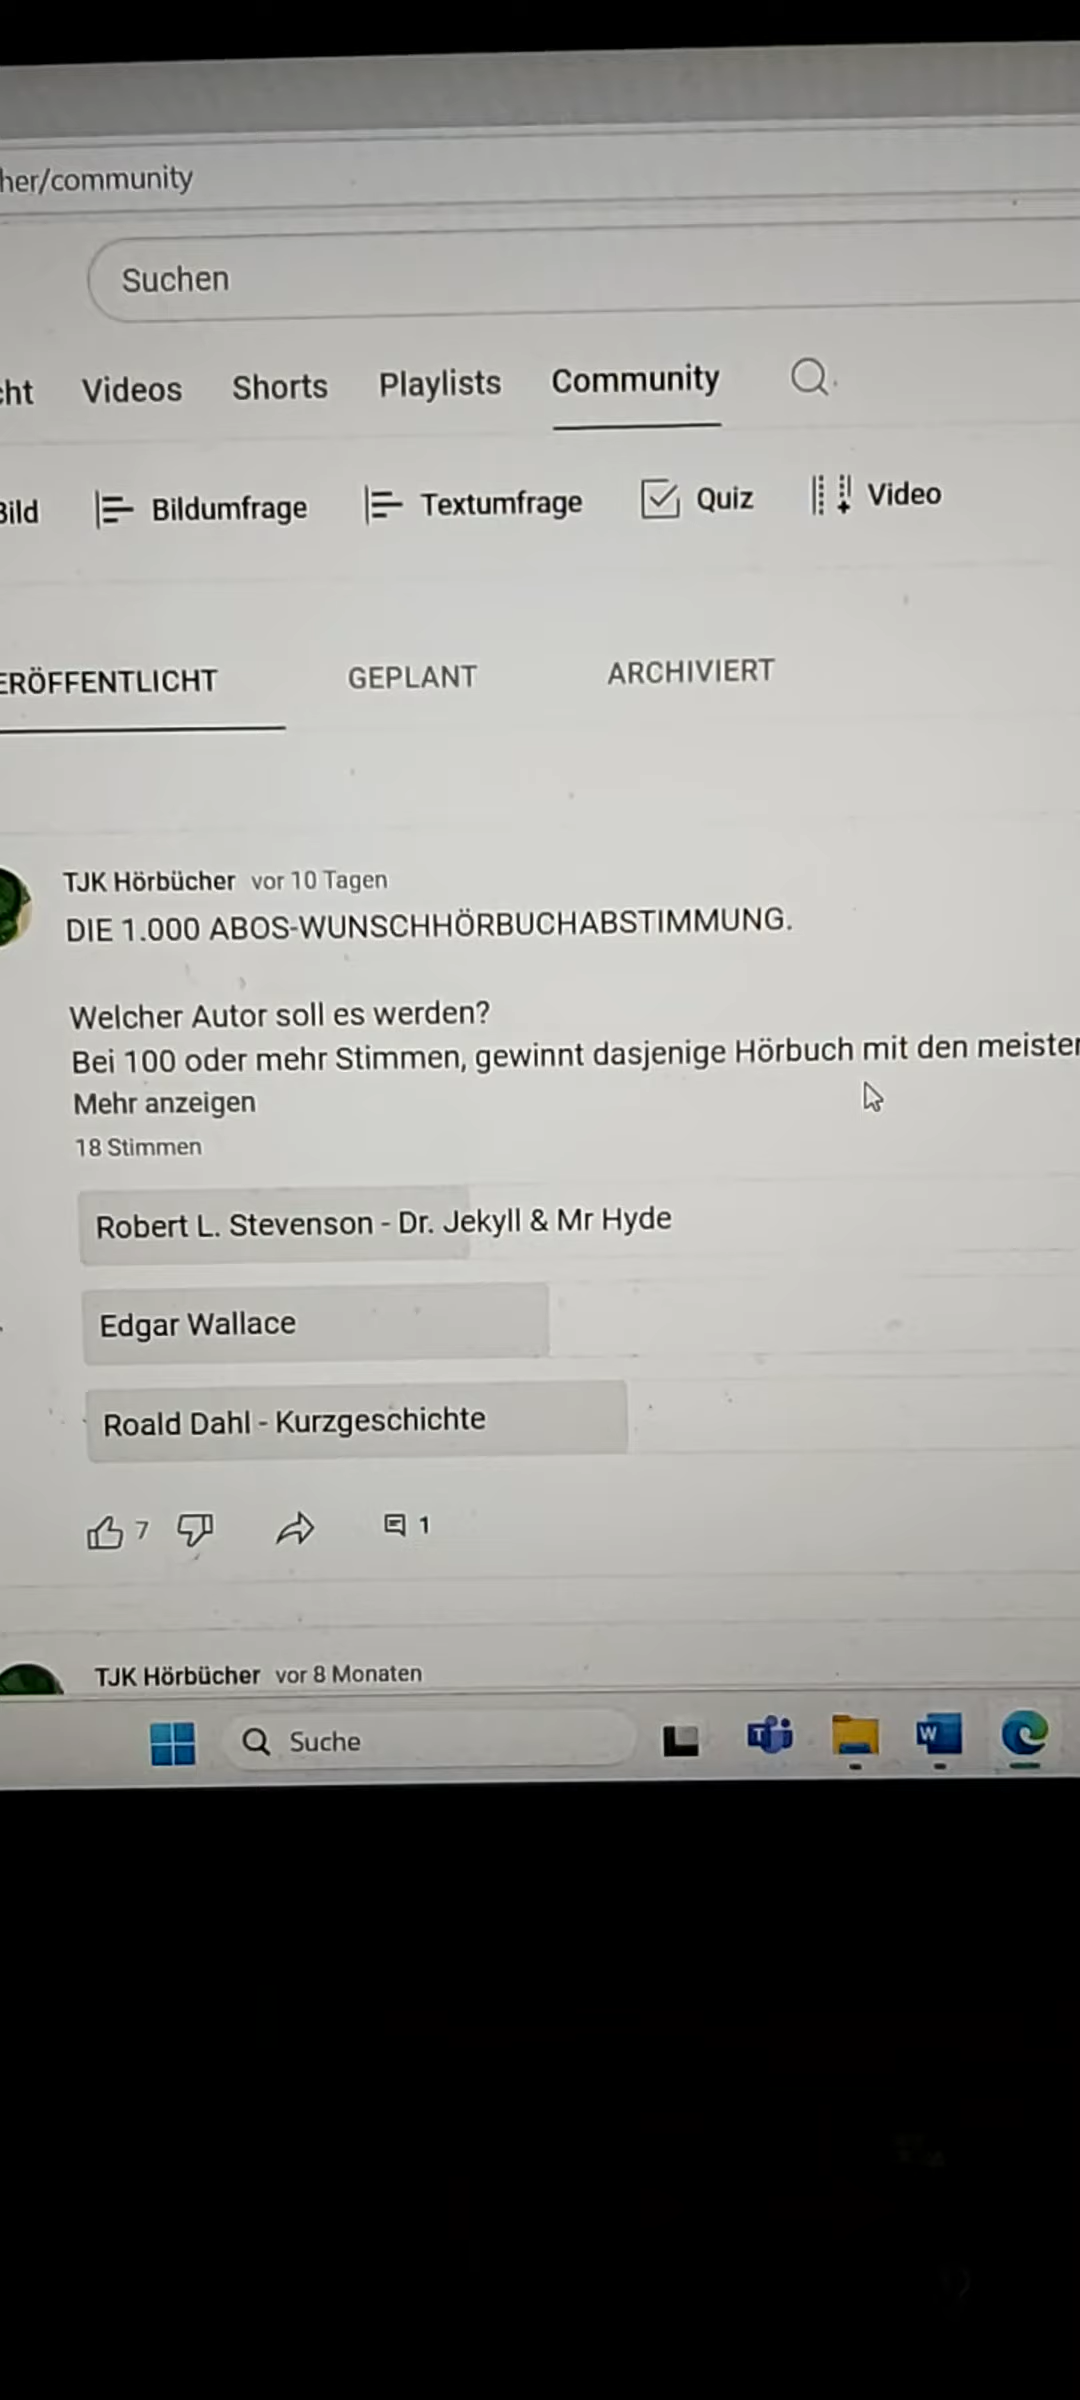 her/community
Suchen
cht Videos Shorts Playlists Community
Bild Bildumfrage Textumfrage Quiz Video
ERÖFFENTLICHT GEPLANT ARCHIVIERT
TJK Hörbücher vor 10 Tagen
DIE 1.000 ABOS-WUNSCHHÖRBUCHABSTIMMUNG.
Welcher Autor soll es werden?
Bei 100 oder mehr Stimmen, gewinnt dasjenige Hörbuch mit den meisten
Mehr anzeigen
18 Stimmen
Robert L. Stevenson - Dr. Jekyll & Mr Hyde
Edgar Wallace
Roald Dahl - Kurzgeschichte
7 1
TJK Hörbücher vor 8 Monaten
Suche